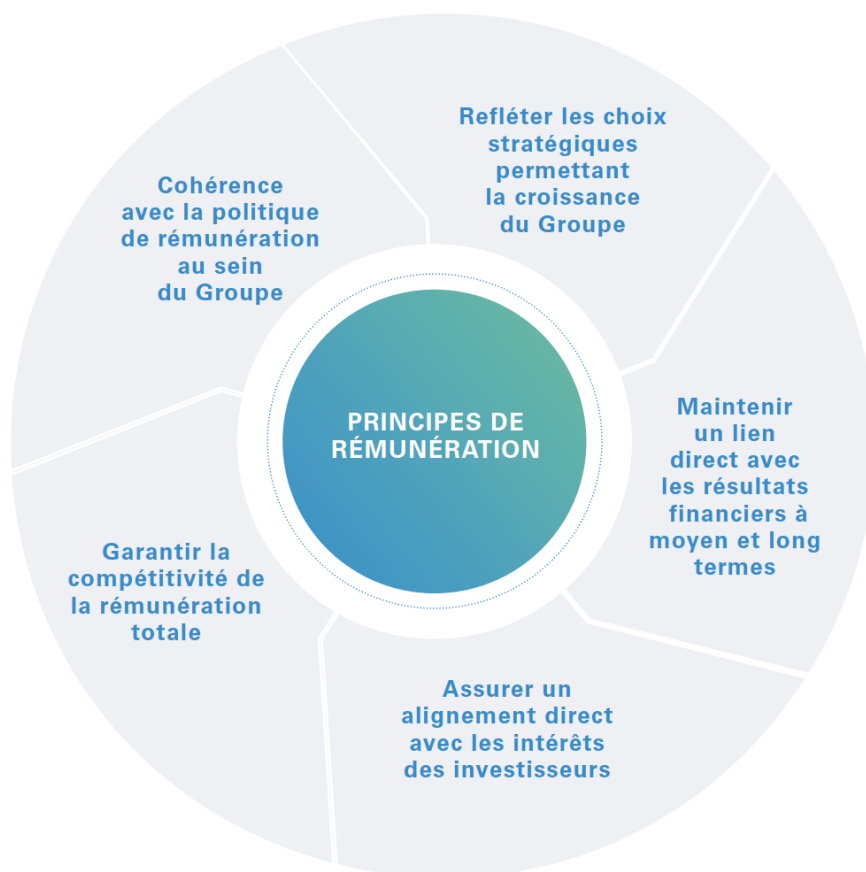 Refléter les choix
stratégiques
permettant
la croissance
du Groupe
Cohérence
avec la politique
de rémunération
au sein
du Groupe
PRINCIPES DE
RÉMUNÉRATION
Maintenir
un lien
direct avec
les résultats
financiers à
moyen et long
termes
Garantir la
compétitivité de
la rémunération
totale
Assurer un
alignement direct
avec les intérêts
des investisseurs